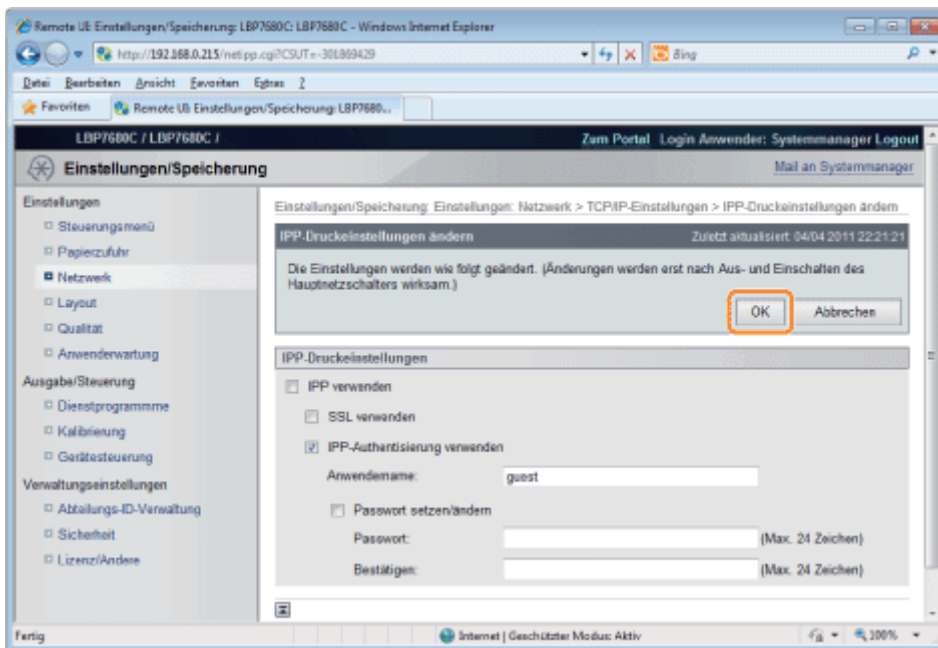 Remote UI: Einstellungen/Speicherung: LBP7680C: LBP7680C - Windows Internet Explorer
http://192.168.0.215/netipp.cgi?CSUT=-301869429
Bing
Datei Bearbeiten Ansicht Favoriten Extras ?
Favoriten
Remote UI: Einstellungen/Speicherung: LBP7680...
LBP7680C / LBP7680C /
Zum Portal Login Anwender: Systemmanager Logout
Einstellungen/Speicherung
Mail an Systemmanager
Einstellungen
Steuerungsmenü
Papierzufuhr
Netzwerk
Layout
Qualität
Anwenderwartung
Ausgabe/Steuerung
Dienstprogrammme
Kalibrierung
Gerätesteuerung
Verwaltungseinstellungen
Abteilungs-ID-Verwaltung
Sicherheit
Lizenz/Andere
Einstellungen/Speicherung: Einstellungen: Netzwerk > TCP/IP-Einstellungen > IPP-Druckeinstellungen ändern
IPP-Druckeinstellungen ändern
Zuletzt aktualisiert: 04/04 2011 22:21:21
Die Einstellungen werden wie folgt geändert. (Änderungen werden erst nach Aus- und Einschalten des
Hauptnetzschalters wirksam.)
OK
Abbrechen
IPP-Druckeinstellungen
IPP verwenden
SSL verwenden
IPP-Authentisierung verwenden
Anwendername:
guest
Passwort setzen/ändern
Passwort:
(Max. 24 Zeichen)
Bestätigen:
(Max. 24 Zeichen)
Fertig
Internet | Geschützter Modus: Aktiv
100%